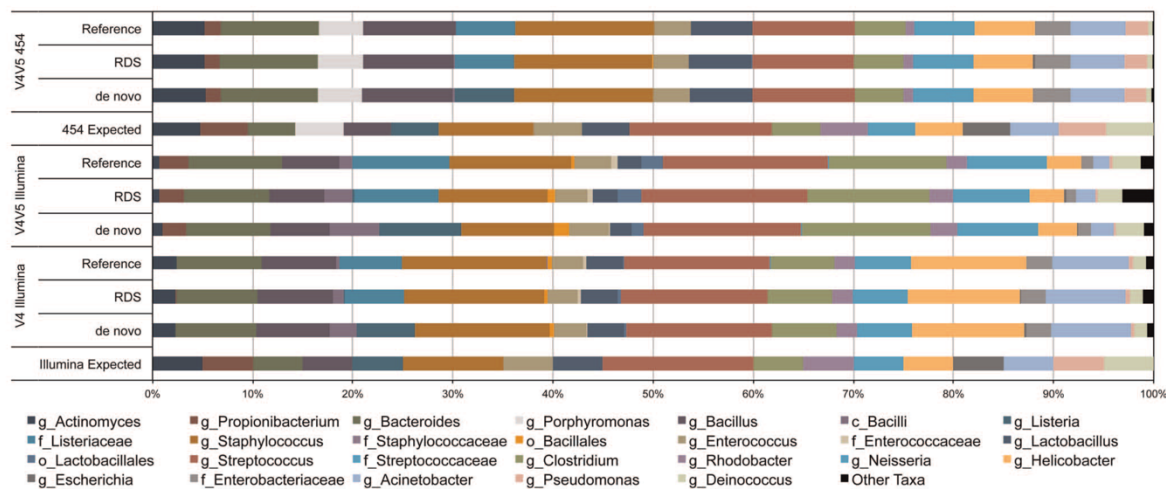 V4V5 454
Reference
RDS
de novo
454 Expected
V4V5 Illumina
Reference
RDS
de novo
V4 Illumina
Reference
RDS
de novo
Illumina Expected
0% 10% 20% 30% 40% 50% 60% 70% 80% 90% 100%
g_Actinomyces g_Propionibacterium g_Bacteroides g_Porphyromonas g_Bacillus c_Bacilli g_Listeria
f_Listeriaceae g_Staphylococcus f_Staphylococcaceae o_Bacillales g_Enterococcus f_Enterococcaceae g_Lactobacillus
o_Lactobacillales g_Streptococcus f_Streptococcaceae g_Clostridium g_Rhodobacter g_Neisseria g_Helicobacter
g_Escherichia f_Enterobacteriaceae g_Acinetobacter g_Pseudomonas g_Deinococcus Other Taxa